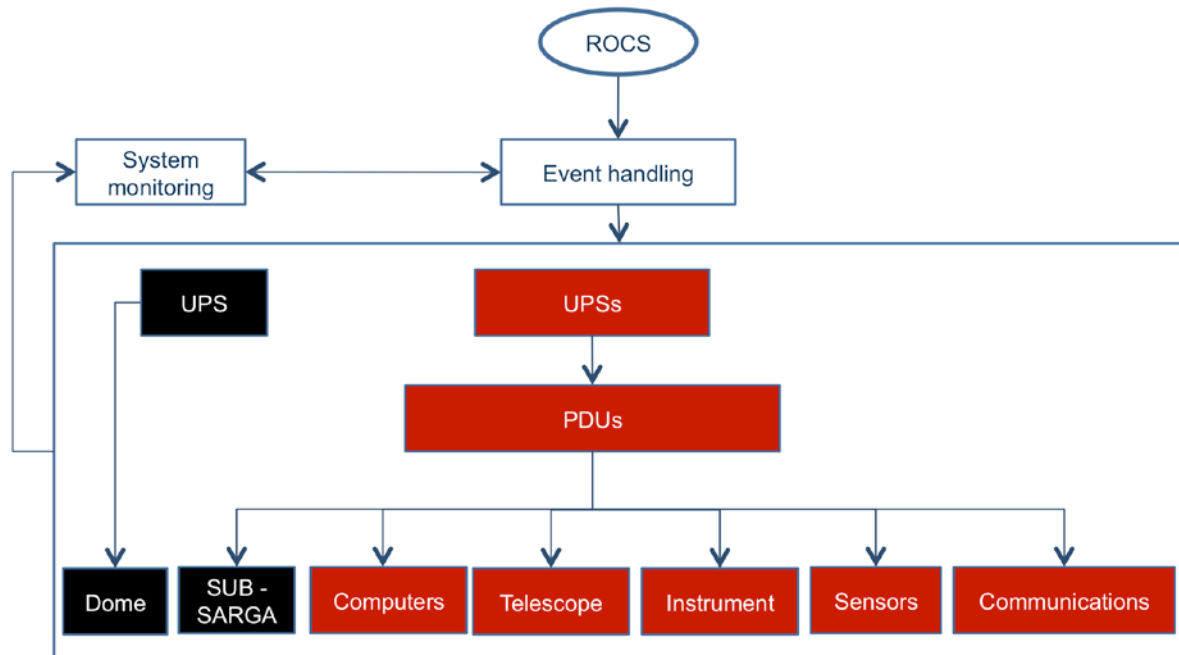 ROCS
System
monitoring
Event handling
UPS
UPSs
PDUs
Dome
SUB -
SARGA
Computers
Telescope
Instrument
Sensors
Communications